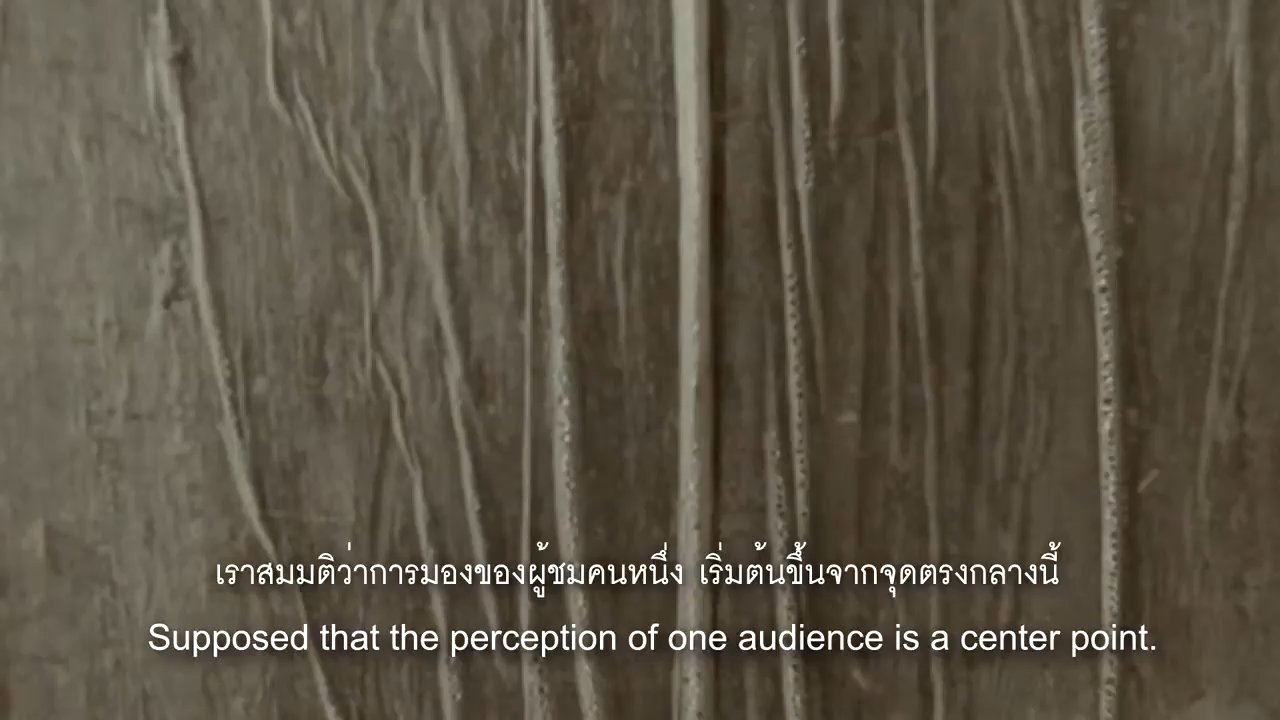 เราสมมติว่าการมองของผู้ชมคนหนึ่ง เริ่มต้นขึ้นจากจุดตรงกลางนี้
Supposed that the perception of one audience is a center point.